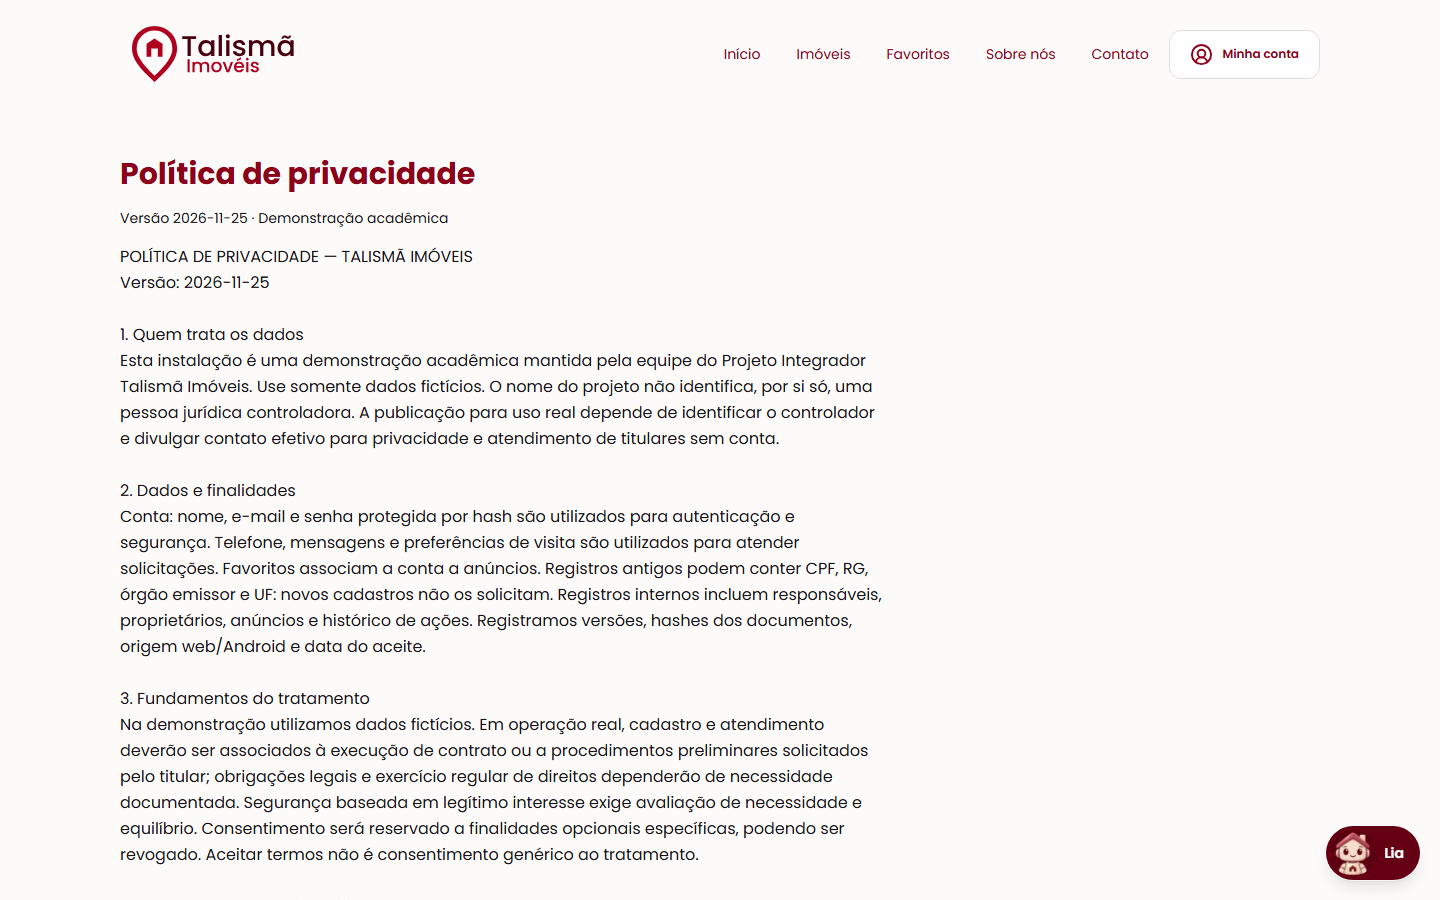 Talismã
Imovéis
Início
Imóveis
Favoritos
Sobre nós
Contato
Minha conta
Política de privacidade
Versão 2026-11-25 · Demonstração acadêmica
POLÍTICA DE PRIVACIDADE — TALISMÃ IMÓVEIS
Versão: 2026-11-25
1. Quem trata os dados
Esta instalação é uma demonstração acadêmica mantida pela equipe do Projeto Integrador
Talismã Imóveis. Use somente dados fictícios. O nome do projeto não identifica, por si só, uma
pessoa jurídica controladora. A publicação para uso real depende de identificar o controlador
e divulgar contato efetivo para privacidade e atendimento de titulares sem conta.
2. Dados e finalidades
Conta: nome, e-mail e senha protegida por hash são utilizados para autenticação e
segurança. Telefone, mensagens e preferências de visita são utilizados para atender
solicitações. Favoritos associam a conta a anúncios. Registros antigos podem conter CPF, RG,
órgão emissor e UF: novos cadastros não os solicitam. Registros internos incluem responsáveis,
proprietários, anúncios e histórico de ações. Registramos versões, hashes dos documentos,
origem web/Android e data do aceite.
3. Fundamentos do tratamento
Na demonstração utilizamos dados fictícios. Em operação real, cadastro e atendimento
deverão ser associados à execução de contrato ou a procedimentos preliminares solicitados
pelo titular; obrigações legais e exercício regular de direitos dependerão de necessidade
documentada. Segurança baseada em legítimo interesse exige avaliação de necessidade e
equilíbrio. Consentimento será reservado a finalidades opcionais específicas, podendo ser
revogado. Aceitar termos não é consentimento genérico ao tratamento.
Lia